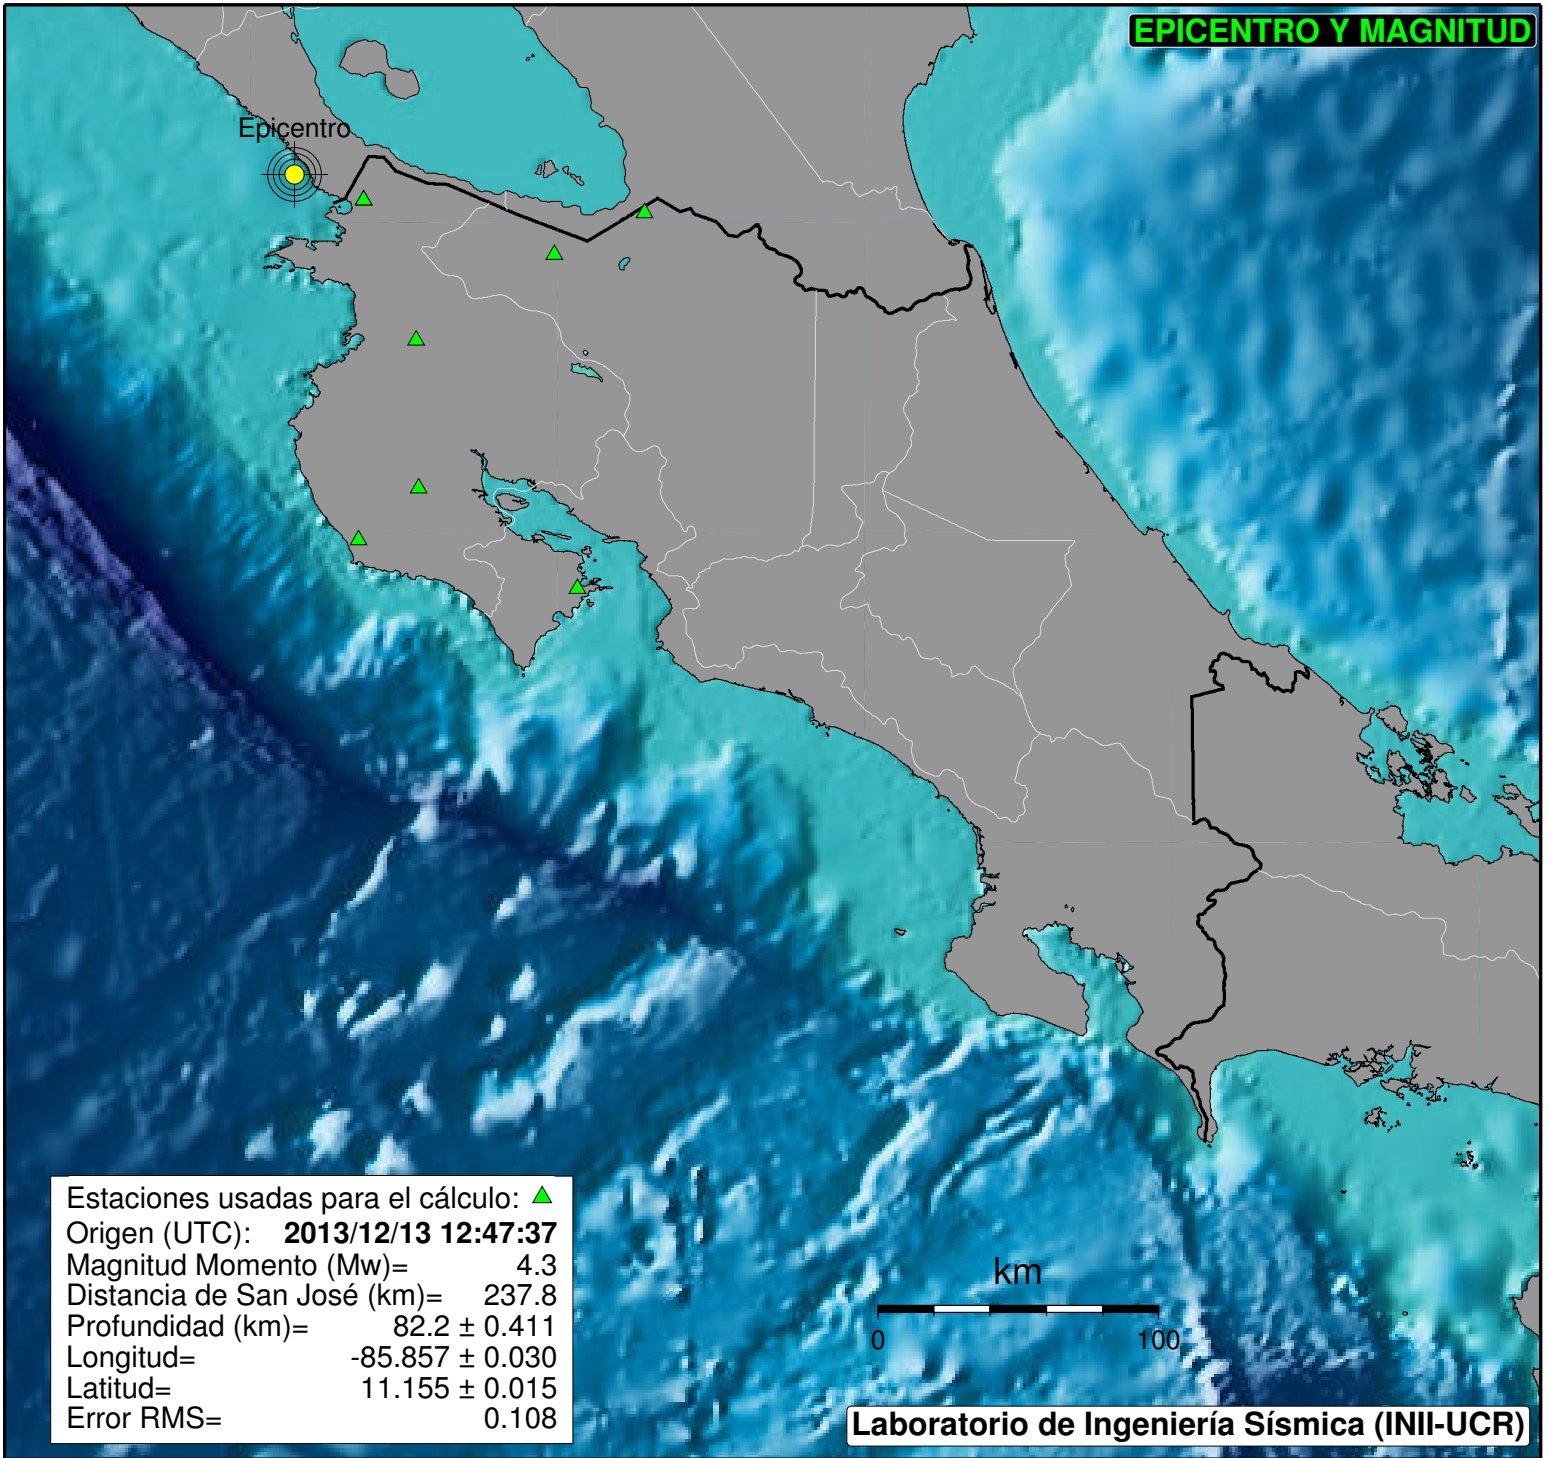 EPICENTRO Y MAGNITUD
Epicentro
Estaciones usadas para el cálculo:
Origen (UTC): 2013/12/13 12:47:37
Magnitud Momento (Mw)= 4.3
Distancia de San José (km)= 237.8
Profundidad (km)= 82.2 ± 0.411
Longitud= -85.857 ± 0.030
Latitud= 11.155 ± 0.015
Error RMS= 0.108
km
0 100
Laboratorio de Ingeniería Sísmica (INII-UCR)